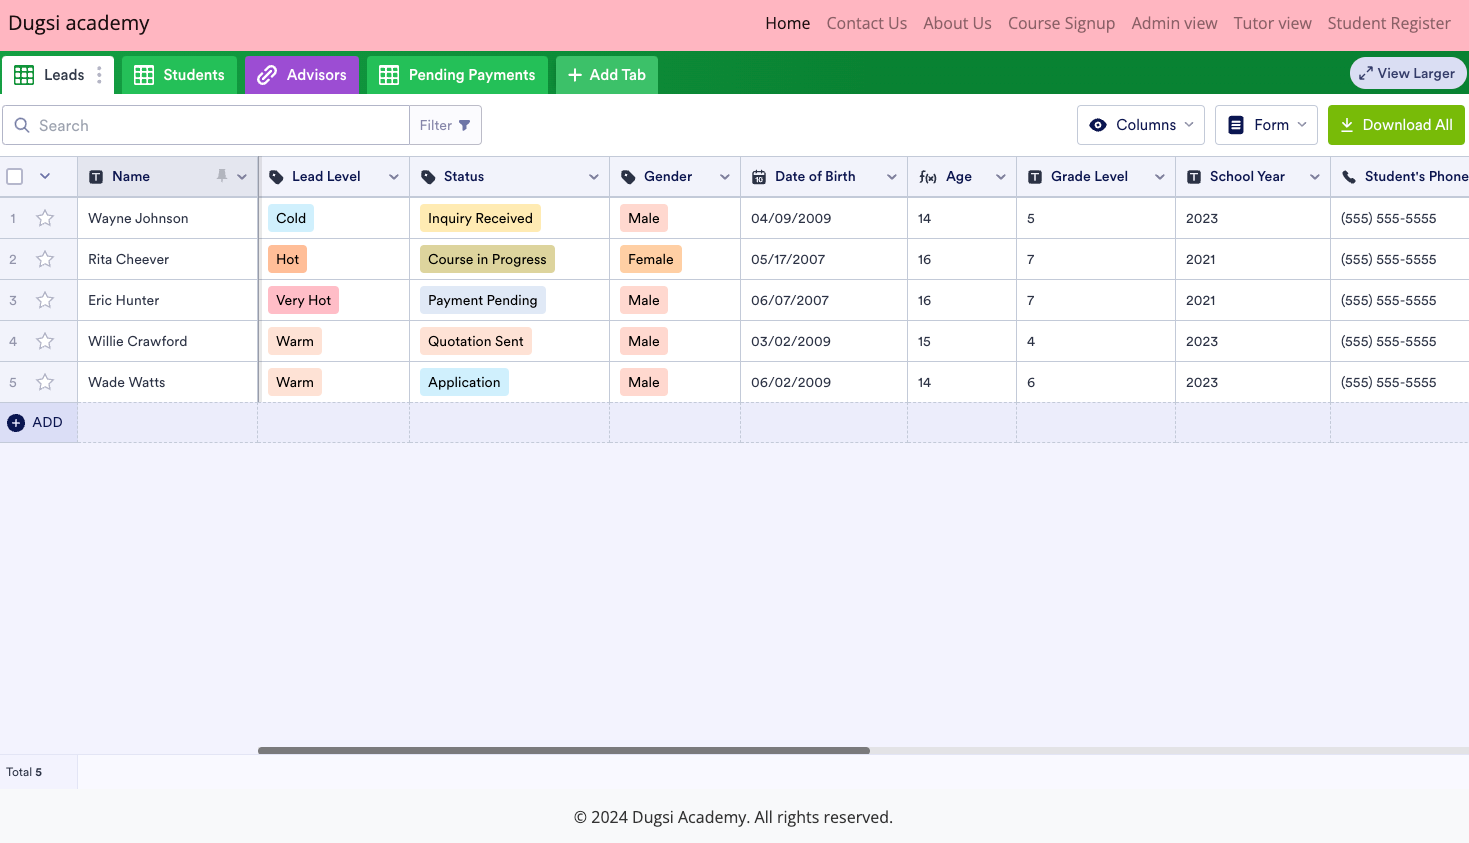 Dugsi academy
Home Contact Us About Us Course Signup Admin view Tutor view Student Register
Leads Students Advisors Pending Payments + Add Tab View Larger
Search Filter Columns Form Download All
Name Lead Level Status Gender Date of Birth Age Grade Level School Year Student's Phone
1 Wayne Johnson Cold Inquiry Received Male 04/09/2009 14 5 2023 (555) 555-5555
2 Rita Cheever Hot Course in Progress Female 05/17/2007 16 7 2021 (555) 555-5555
3 Eric Hunter Very Hot Payment Pending Male 06/07/2007 16 7 2021 (555) 555-5555
4 Willie Crawford Warm Quotation Sent Male 03/02/2009 15 4 2023 (555) 555-5555
5 Wade Watts Warm Application Male 06/02/2009 14 6 2023 (555) 555-5555
ADD
Total 5
© 2024 Dugsi Academy. All rights reserved.